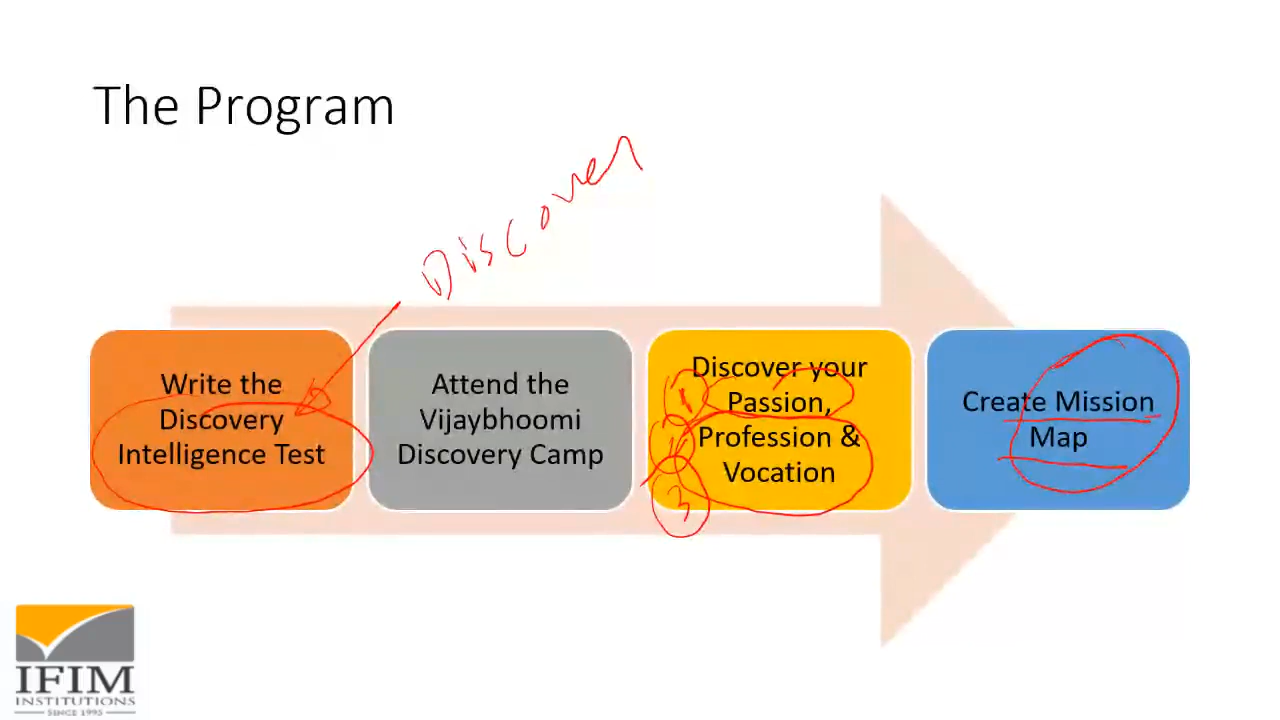 The Program
Discover
Write the
Discovery
Intelligence Test
Attend the
Vijaybhoomi
Discovery Camp
Discover your
1
Passion,
2
Profession &
Vocation
3
Create Mission
Map
IFIM
INSTITUTIONS
SINCE 1995